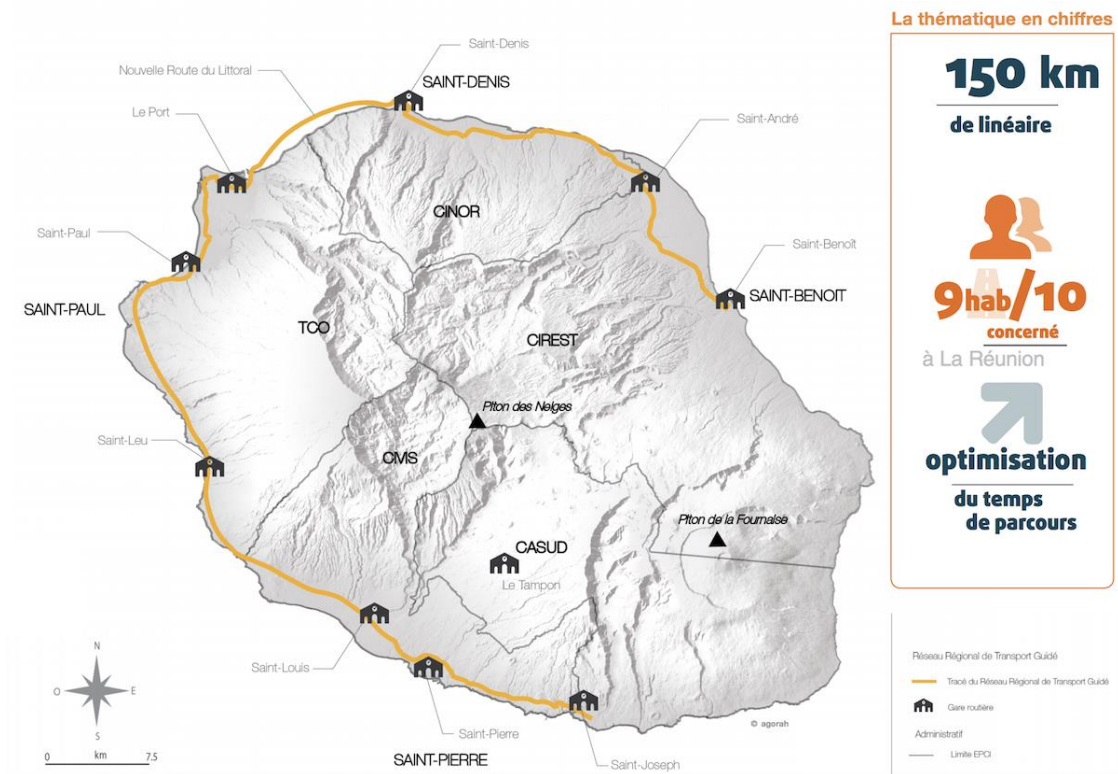 La thématique en chiffres
150 km
de linéaire
9hab/10
concerné
à La Réunion
optimisation
du temps
de parcours
Saint-Denis
Nouvelle Route du Littoral
SAINT-DENIS
Le Port
Saint-André
CINOR
Saint-Paul
Saint-Benoît
SAINT-BENOIT
SAINT-PAUL
TCO
CIREST
Piton des Neiges
Saint-Leu
CIVIS
Piton de la Fournaise
CASUD
Le Tampon
Saint-Louis
Saint-Pierre
SAINT-PIERRE
Saint-Joseph
© agorah
N
O
E
S
km
0
7.5
Réseau Régional de Transport Guidé
Tracé du Réseau Régional de Transport Guidé
Gare routière
Administratif
Limite EPCI